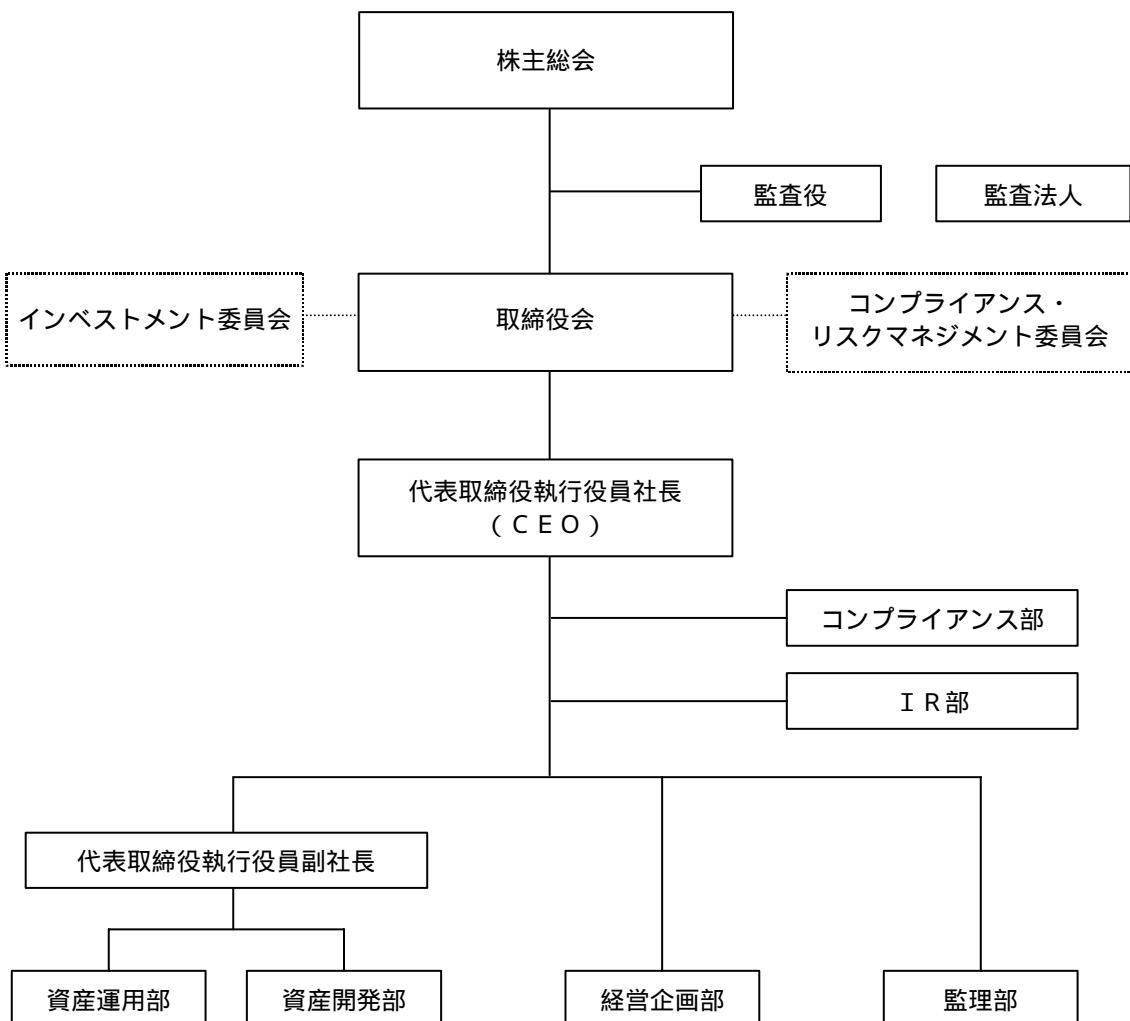 株主総会
監査役
監査法人
インベストメント委員会
取締役会
コンプライアンス・
リスクマネジメント委員会
代表取締役執行役員社長
(ＣＥＯ)
コンプライアンス部
ＩＲ部
代表取締役執行役員副社長
資産運用部
資産開発部
経営企画部
監理部